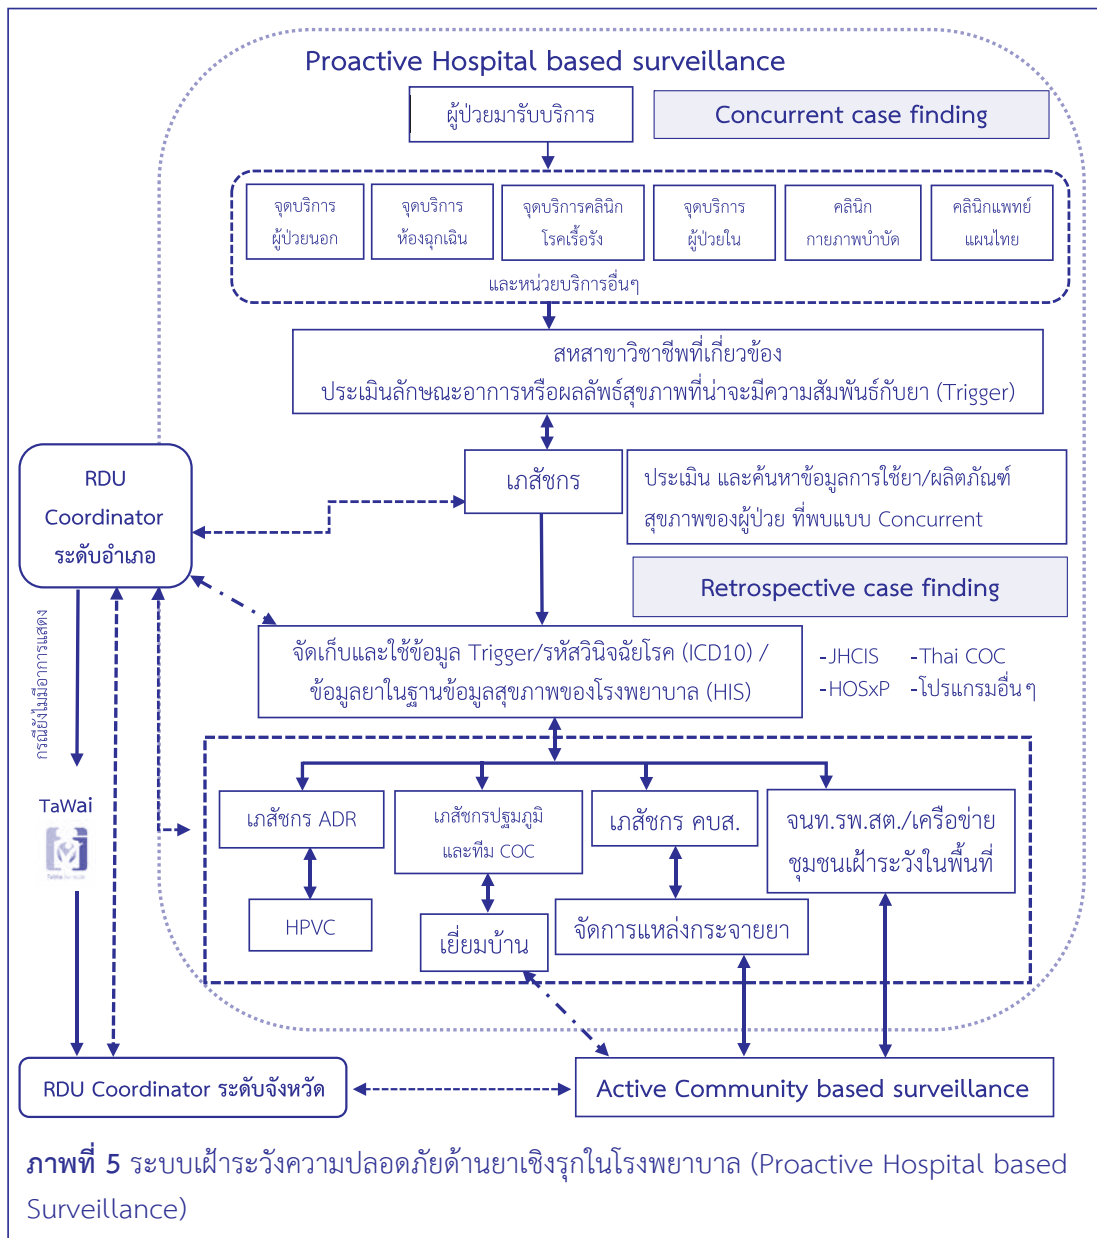 Proactive Hospital based surveillance
ผู้ป่วยมารับบริการ
Concurrent case finding
จุดบริการ
ผู้ป่วยนอก
จุดบริการ
ห้องฉุกเฉิน
จุดบริการคลินิก
โรคเรื้อรัง
จุดบริการ
ผู้ป่วยใน
คลินิก
กายภาพบำบัด
คลินิกแพทย์
แผนไทย
และหน่วยบริการอื่นๆ
สหสาขาวิชาชีพที่เกี่ยวข้อง
ประเมินลักษณะอาการหรือผลลัพธ์สุขภาพที่น่าจะมีความสัมพันธ์กับยา (Trigger)
RDU
Coordinator
ระดับอำเภอ
เภสัชกร
ประเมิน และค้นหาข้อมูลการใช้ยา/ผลิตภัณฑ์
สุขภาพของผู้ป่วย ที่พบแบบ Concurrent
Retrospective case finding
กรณียังไม่มีอาการแสดง
จัดเก็บและใช้ข้อมูล Trigger/รหัสวินิจฉัยโรค (ICD10) /
ข้อมูลยาในฐานข้อมูลสุขภาพของโรงพยาบาล (HIS)
-JHCIS -Thai COC
-HOSxP -โปรแกรมอื่นๆ
TaWai
เภสัชกร ADR
เภสัชกรปฐมภูมิ
และทีม COC
เภสัชกร คบส.
จนท.รพ.สต./เครือข่าย
ชุมชนเฝ้าระวังในพื้นที่
HPVC
เยี่ยมบ้าน
จัดการแหล่งกระจายยา
RDU Coordinator ระดับจังหวัด
Active Community based surveillance
ภาพที่ 5 ระบบเฝ้าระวังความปลอดภัยด้านยาเชิงรุกในโรงพยาบาล (Proactive Hospital based
Surveillance)